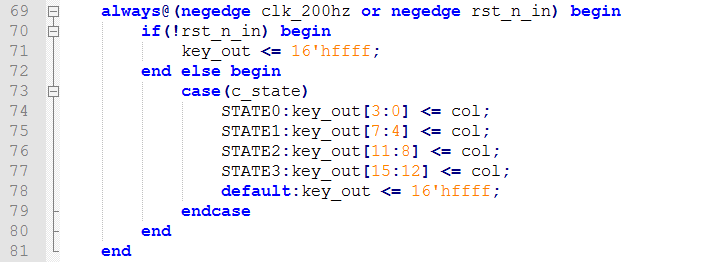 69 always@(negedge clk_200hz or negedge rst_n_in) begin
70 if(!rst_n_in) begin
71 key_out <= 16'hffff;
72 end else begin
73 case(c_state)
74 STATE0:key_out[3:0] <= col;
75 STATE1:key_out[7:4] <= col;
76 STATE2:key_out[11:8] <= col;
77 STATE3:key_out[15:12] <= col;
78 default:key_out <= 16'hffff;
79 endcase
80 end
81 end